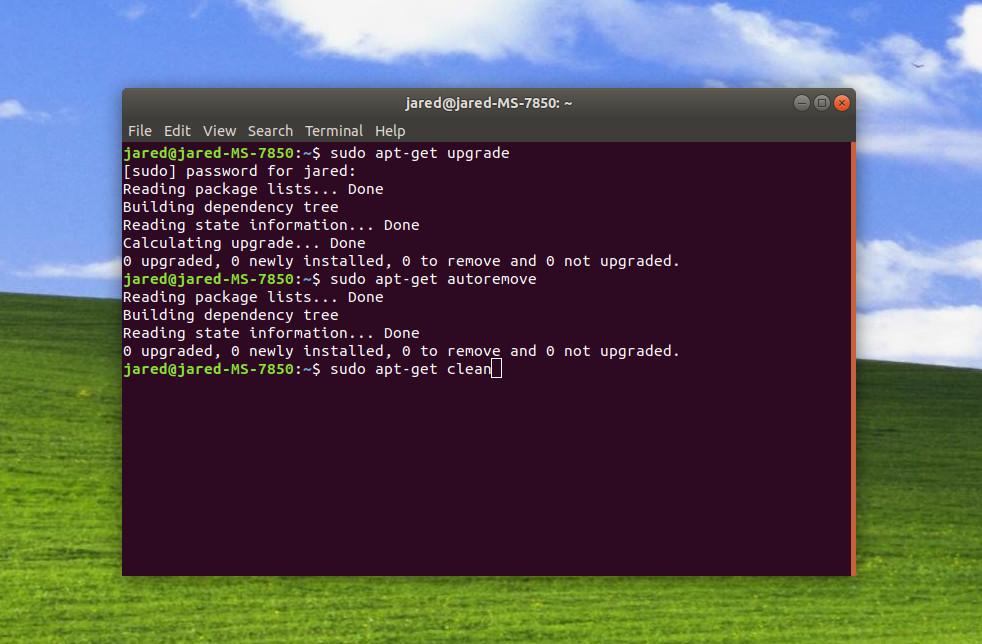 jared@jared-MS-7850: ~
File Edit View Search Terminal Help
jared@jared-MS-7850:~$ sudo apt-get upgrade
[sudo] password for jared:
Reading package lists... Done
Building dependency tree
Reading state information... Done
Calculating upgrade... Done
0 upgraded, 0 newly installed, 0 to remove and 0 not upgraded.
jared@jared-MS-7850:~$ sudo apt-get autoremove
Reading package lists... Done
Building dependency tree
Reading state information... Done
0 upgraded, 0 newly installed, 0 to remove and 0 not upgraded.
jared@jared-MS-7850:~$ sudo apt-get clean